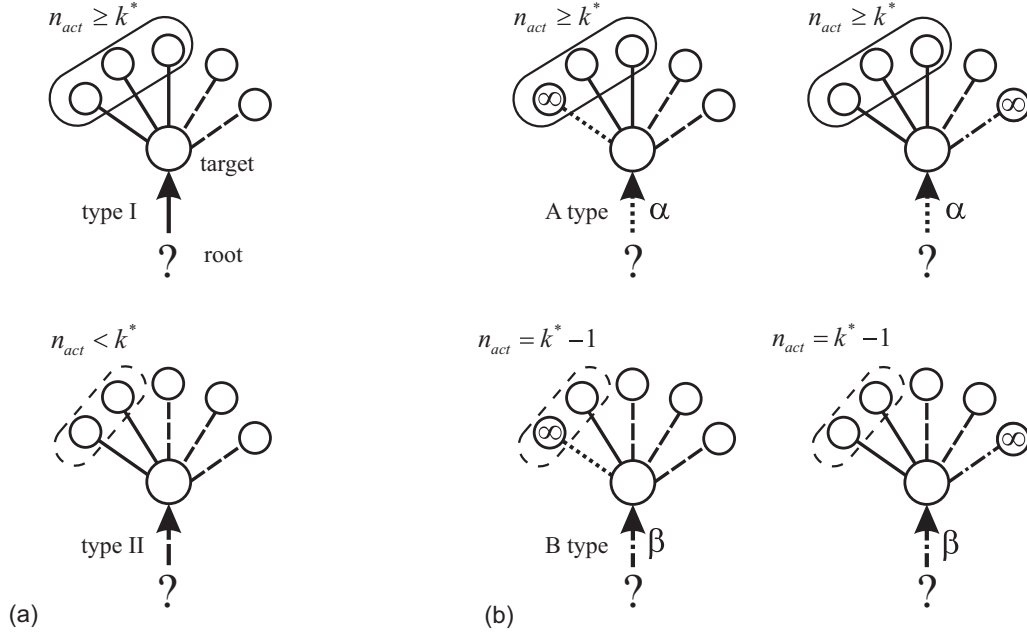 n_act ≥ k*
target
type I
? root
n_act < k*
type II
?
(a)
n_act ≥ k*
∞
A type α
?
n_act ≥ k*
∞
α
?
n_act = k* −1
∞
B type β
?
n_act = k* −1
∞
β
?
(b)